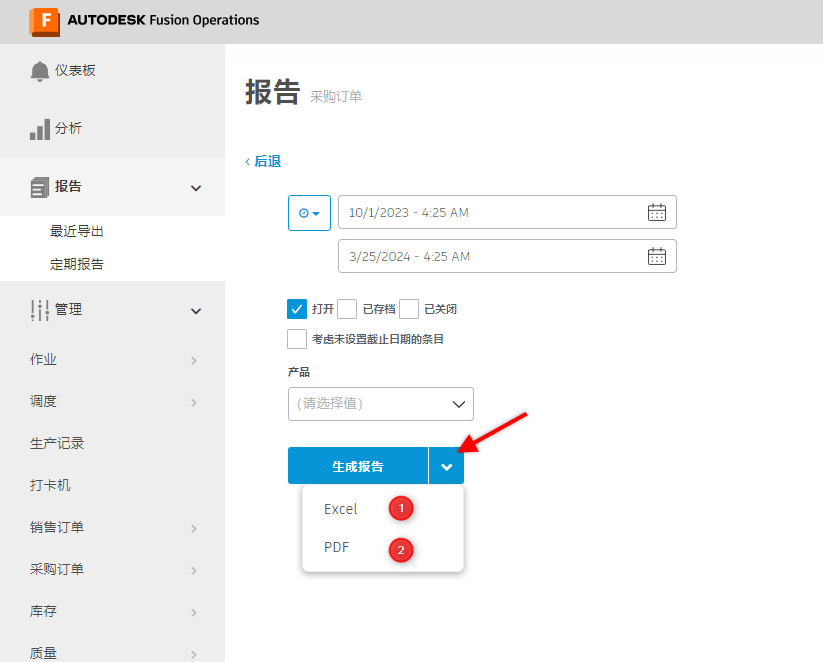 AUTODESK Fusion Operations
仪表板
分析
报告
最近导出
定期报告
管理
作业
调度
生产记录
打卡机
销售订单
采购订单
库存
质量
报告 采购订单
后退
10/1/2023 - 4:25 AM
3/25/2024 - 4:25 AM
打开 已存档 已关闭
考虑未设置截止日期的条目
产品
(请选择值)
生成报告
Excel 1
PDF 2